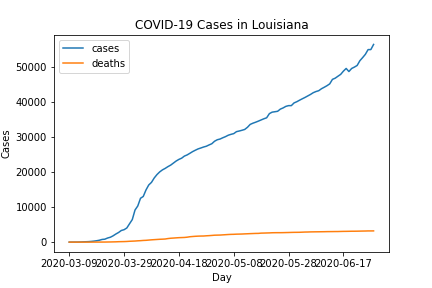 COVID-19 Cases in Louisiana
cases
deaths
50000
40000
30000
20000
10000
0
Cases
2020-03-09 2020-03-29 2020-04-18 2020-05-08 2020-05-28 2020-06-17
Day